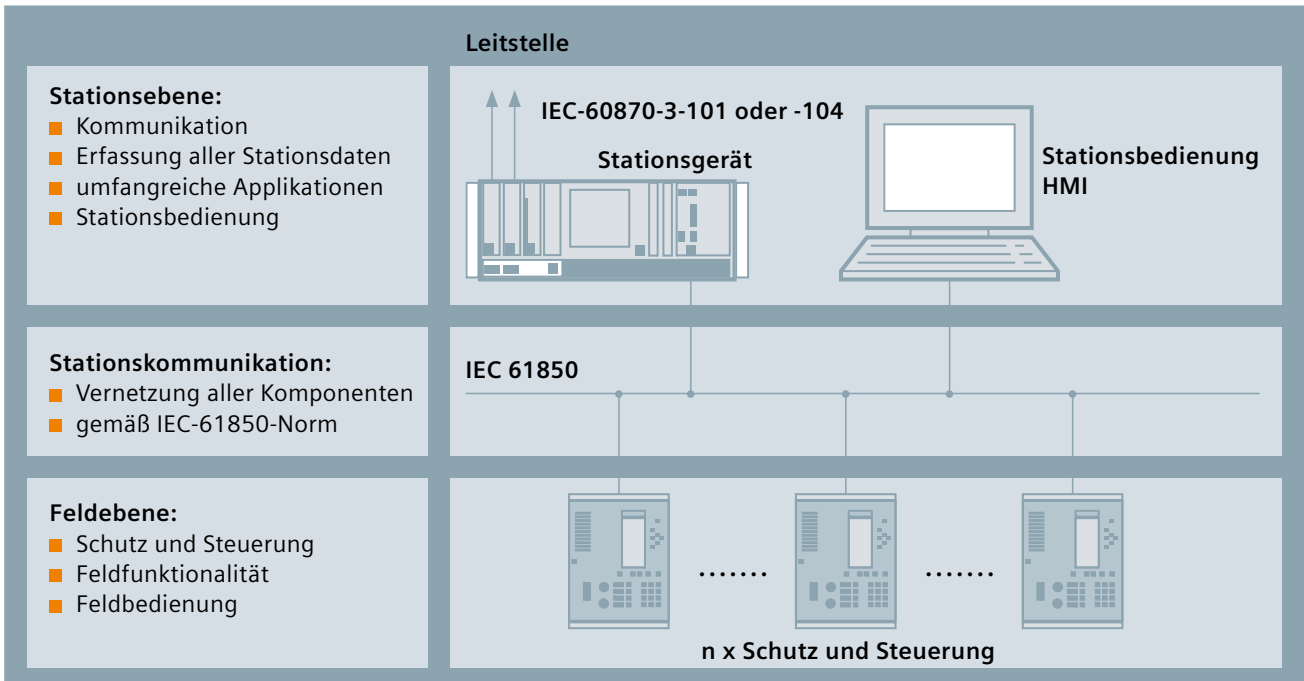 Leitstelle
Stationsebene:
Kommunikation
Erfassung aller Stationsdaten
umfangreiche Applikationen
Stationsbedienung
IEC-60870-3-101 oder -104
Stationsgerät
Stationsbedienung
HMI
Stationskommunikation:
Vernetzung aller Komponenten
gemäß IEC-61850-Norm
IEC 61850
Feldebene:
Schutz und Steuerung
Feldfunktionalität
Feldbedienung
....... .......
n x Schutz und Steuerung